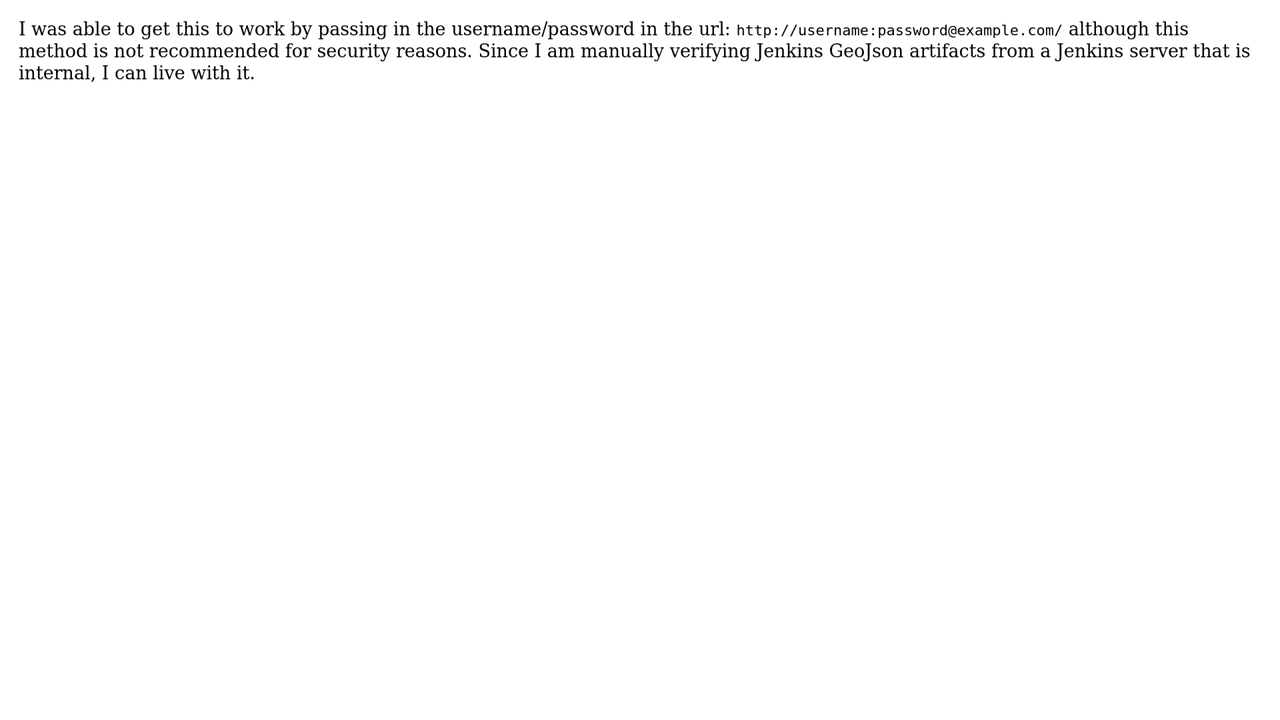 I was able to get this to work by passing in the username/password in the url: http://username:password@example.com/ although this
method is not recommended for security reasons. Since I am manually verifying Jenkins GeoJson artifacts from a Jenkins server that is
internal, I can live with it.